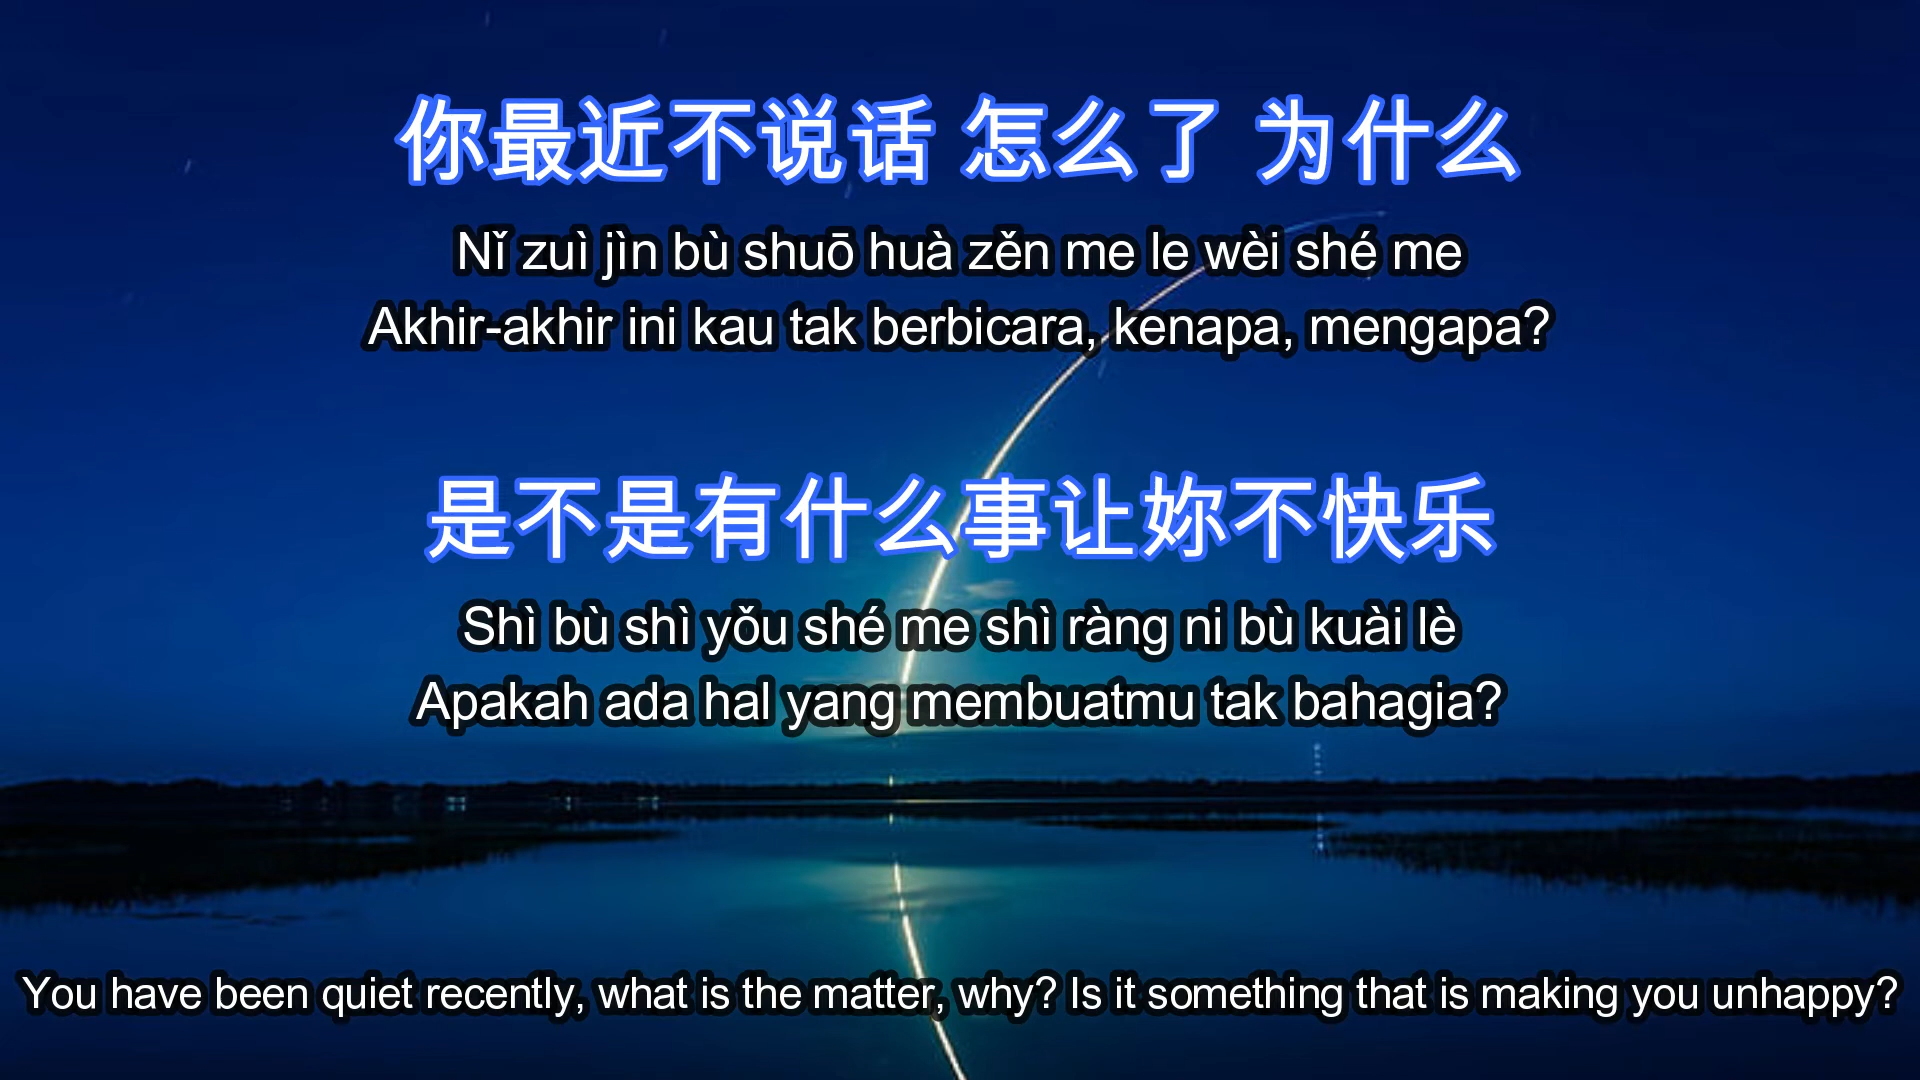 你最近不说话 怎么了 为什么
Nǐ zuì jìn bù shuō huà zěn me le wèi shé me
Akhir-akhir ini kau tak berbicara, kenapa, mengapa?
是不是有什么事让妳不快乐
Shì bù shì yǒu shé me shì ràng ni bù kuài lè
Apakah ada hal yang membuatmu tak bahagia?
You have been quiet recently, what is the matter, why? Is it something that is making you unhappy?